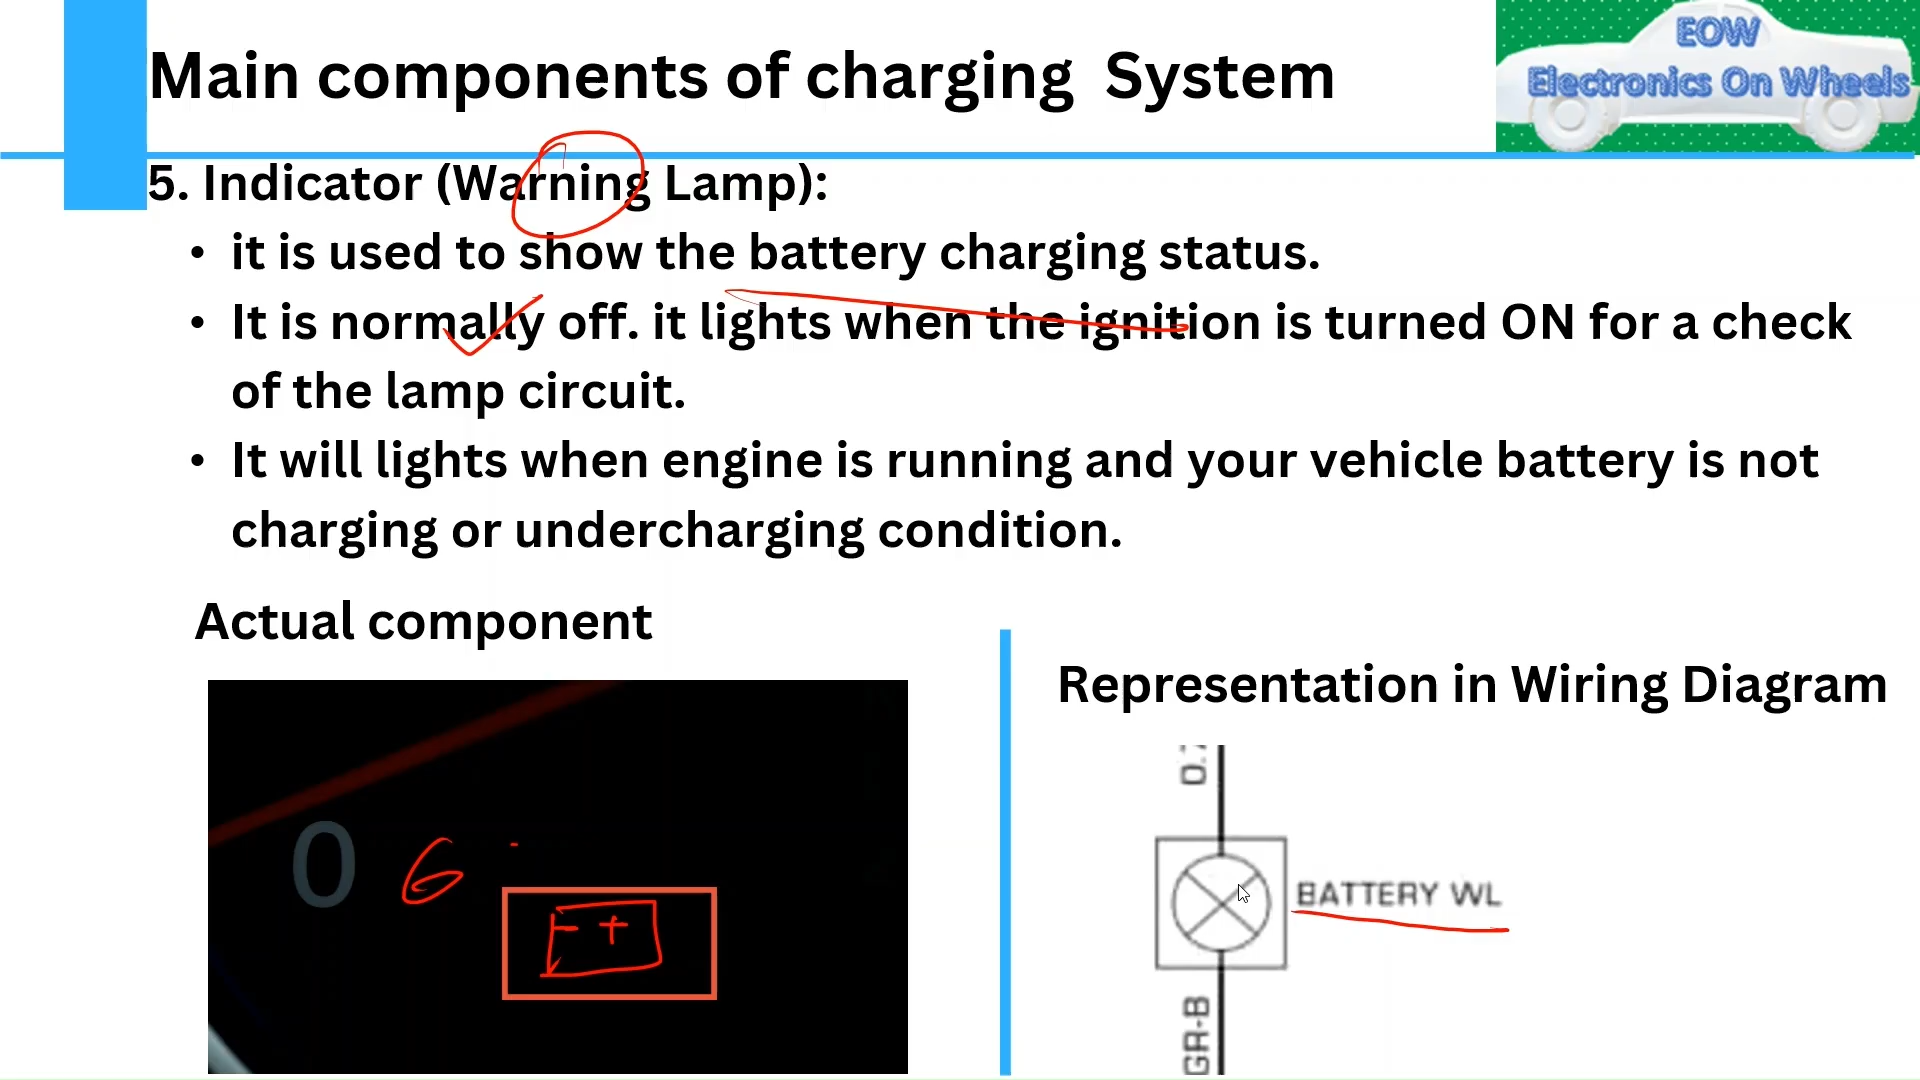 Main components of charging System
EOW
Electronics On Wheels
5. Indicator (Warning Lamp):
• it is used to show the battery charging status.
• It is normally off. it lights when the ignition is turned ON for a check
of the lamp circuit.
• It will lights when engine is running and your vehicle battery is not
charging or undercharging condition.
Actual component
Representation in Wiring Diagram
0 6
- +
BATTERY WL
GR-B